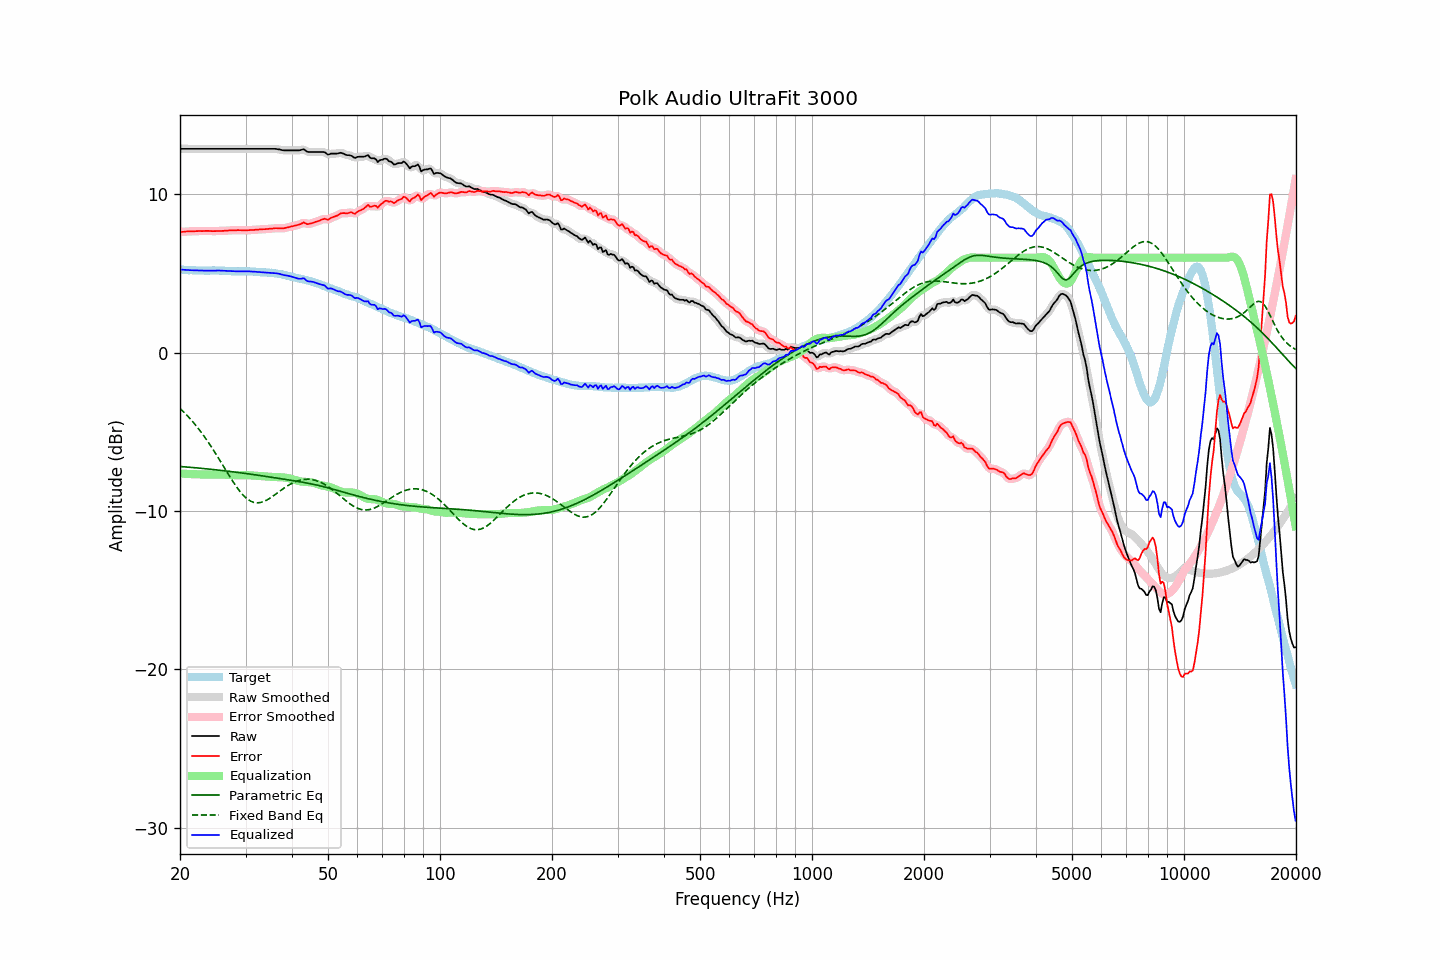 Polk Audio UltraFit 3000
Amplitude (dBr)
10
0
−10
−20
−30
Target
Raw Smoothed
Error Smoothed
Raw
Error
Equalization
Parametric Eq
Fixed Band Eq
Equalized
20 50 100 200 500 1000 2000 5000 10000 20000
Frequency (Hz)